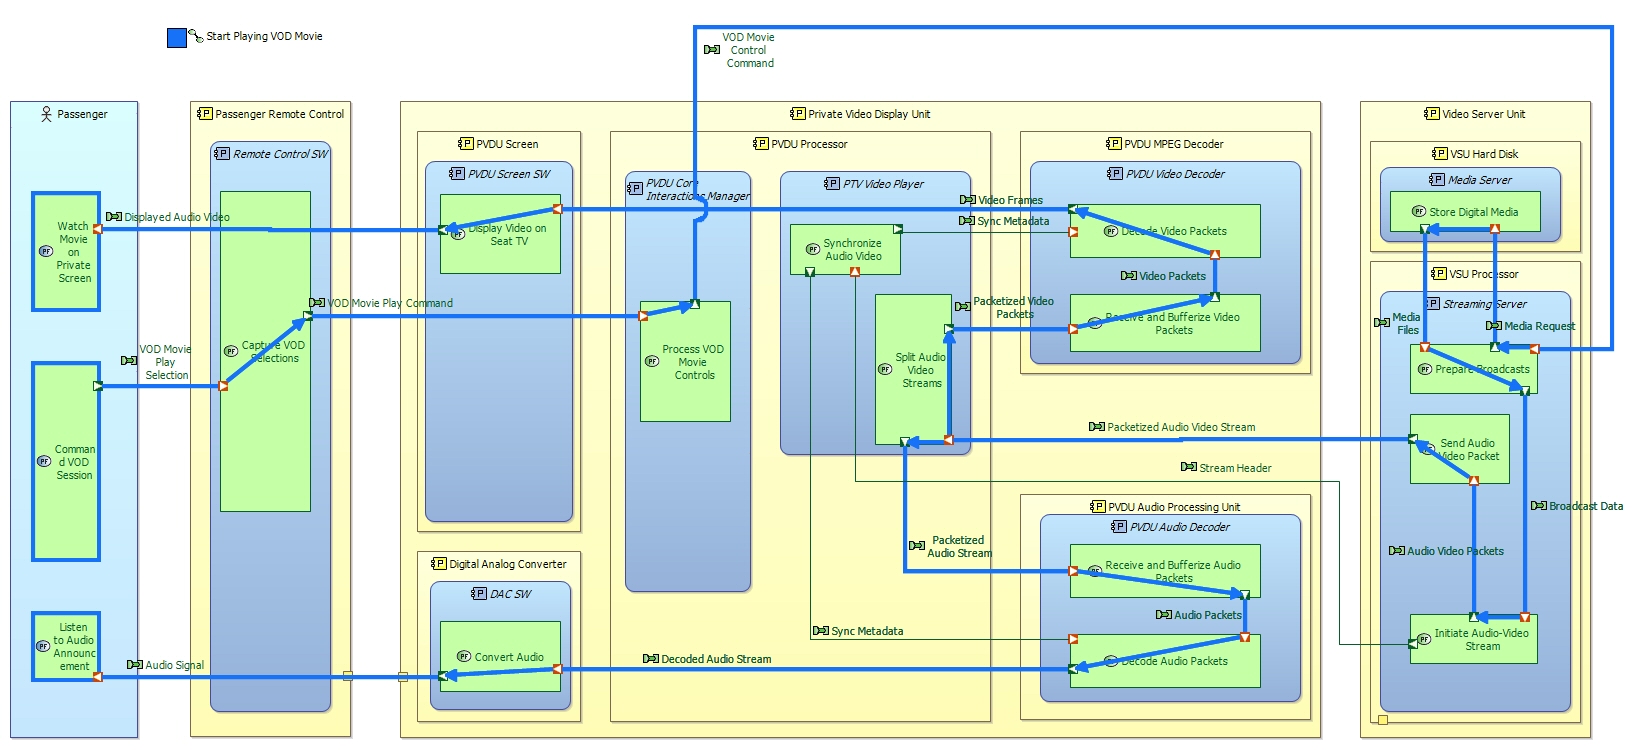 Start Playing VOD Movie
VOD Movie
Control
Command
Passenger
Watch
Movie
on
Private
Screen
Comman
d VOD
Session
Listen
to Audio
Announc
ement
Displayed Audio Video
VOD Movie
Play
Selection
Audio Signal
Passenger Remote Control
Remote Control SW
Capture VOD
Selections
VOD Movie Play Command
Private Video Display Unit
PVDU Screen
PVDU Screen SW
Display Video on
Seat TV
Digital Analog Converter
DAC SW
Convert Audio
PVDU Processor
PVDU Core
Interactions Manager
Process VOD
Movie
Controls
PTV Video Player
Synchronize
Audio Video
Split Audio
Video
Streams
Video Frames
Sync Metadata
Packetized Video
Packets
PVDU MPEG Decoder
PVDU Video Decoder
Decode Video Packets
Video Packets
Receive and Bufferize Video
Packets
Packetized Audio Video Stream
Stream Header
Packetized
Audio Stream
Sync Metadata
Decoded Audio Stream
PVDU Audio Processing Unit
PVDU Audio Decoder
Receive and Bufferize Audio
Packets
Audio Packets
Decode Audio Packets
Video Server Unit
VSU Hard Disk
Media Server
Store Digital Media
VSU Processor
Streaming Server
Media
Files
Media Request
Prepare Broadcasts
Send Audio
Video Packet
Broadcast Data
Audio Video Packets
Initiate Audio-Video
Stream